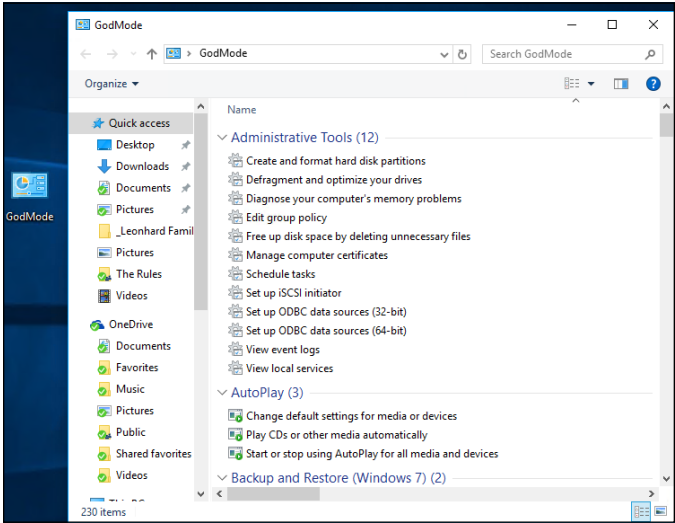 GodMode
GodMode
GodMode
Search GodMode
Organize
Quick access
Desktop
Downloads
Documents
Pictures
_Leonhard Famil
Pictures
The Rules
Videos
OneDrive
Documents
Favorites
Music
Pictures
Public
Shared favorites
Videos
Name
Administrative Tools (12)
Create and format hard disk partitions
Defragment and optimize your drives
Diagnose your computer's memory problems
Edit group policy
Free up disk space by deleting unnecessary files
Manage computer certificates
Schedule tasks
Set up iSCSI initiator
Set up ODBC data sources (32-bit)
Set up ODBC data sources (64-bit)
View event logs
View local services
AutoPlay (3)
Change default settings for media or devices
Play CDs or other media automatically
Start or stop using AutoPlay for all media and devices
Backup and Restore (Windows 7) (2)
230 items